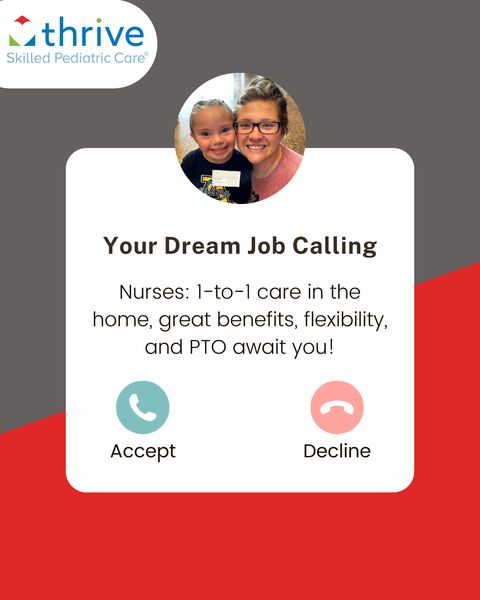 thrive
Skilled Pediatric Care®
Your Dream Job Calling
Nurses: 1-to-1 care in the
home, great benefits, flexibility,
and PTO await you!
Accept
Decline